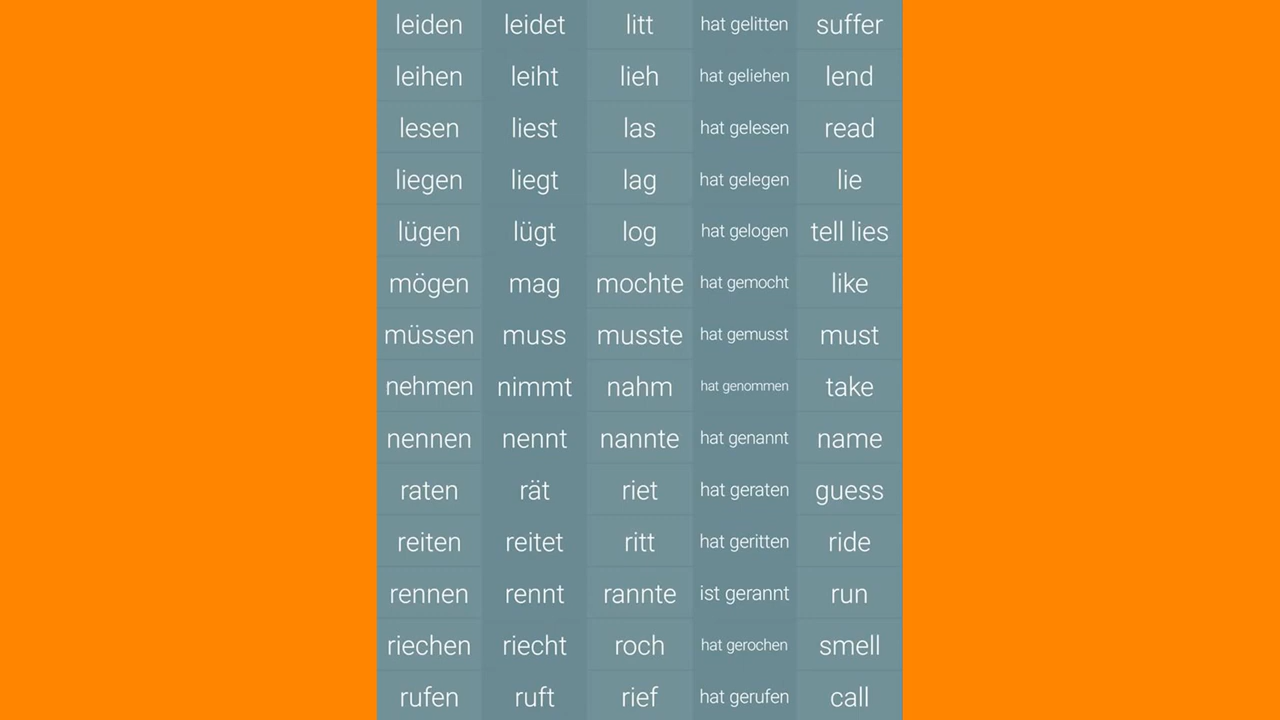 leiden leidet litt hat gelitten suffer
leihen leiht lieh hat geliehen lend
lesen liest las hat gelesen read
liegen liegt lag hat gelegen lie
lügen lügt log hat gelogen tell lies
mögen mag mochte hat gemocht like
müssen muss musste hat gemusst must
nehmen nimmt nahm hat genommen take
nennen nennt nannte hat genannt name
raten rät riet hat geraten guess
reiten reitet ritt hat geritten ride
rennen rennt rannte ist gerannt run
riechen riecht roch hat gerochen smell
rufen ruft rief hat gerufen call